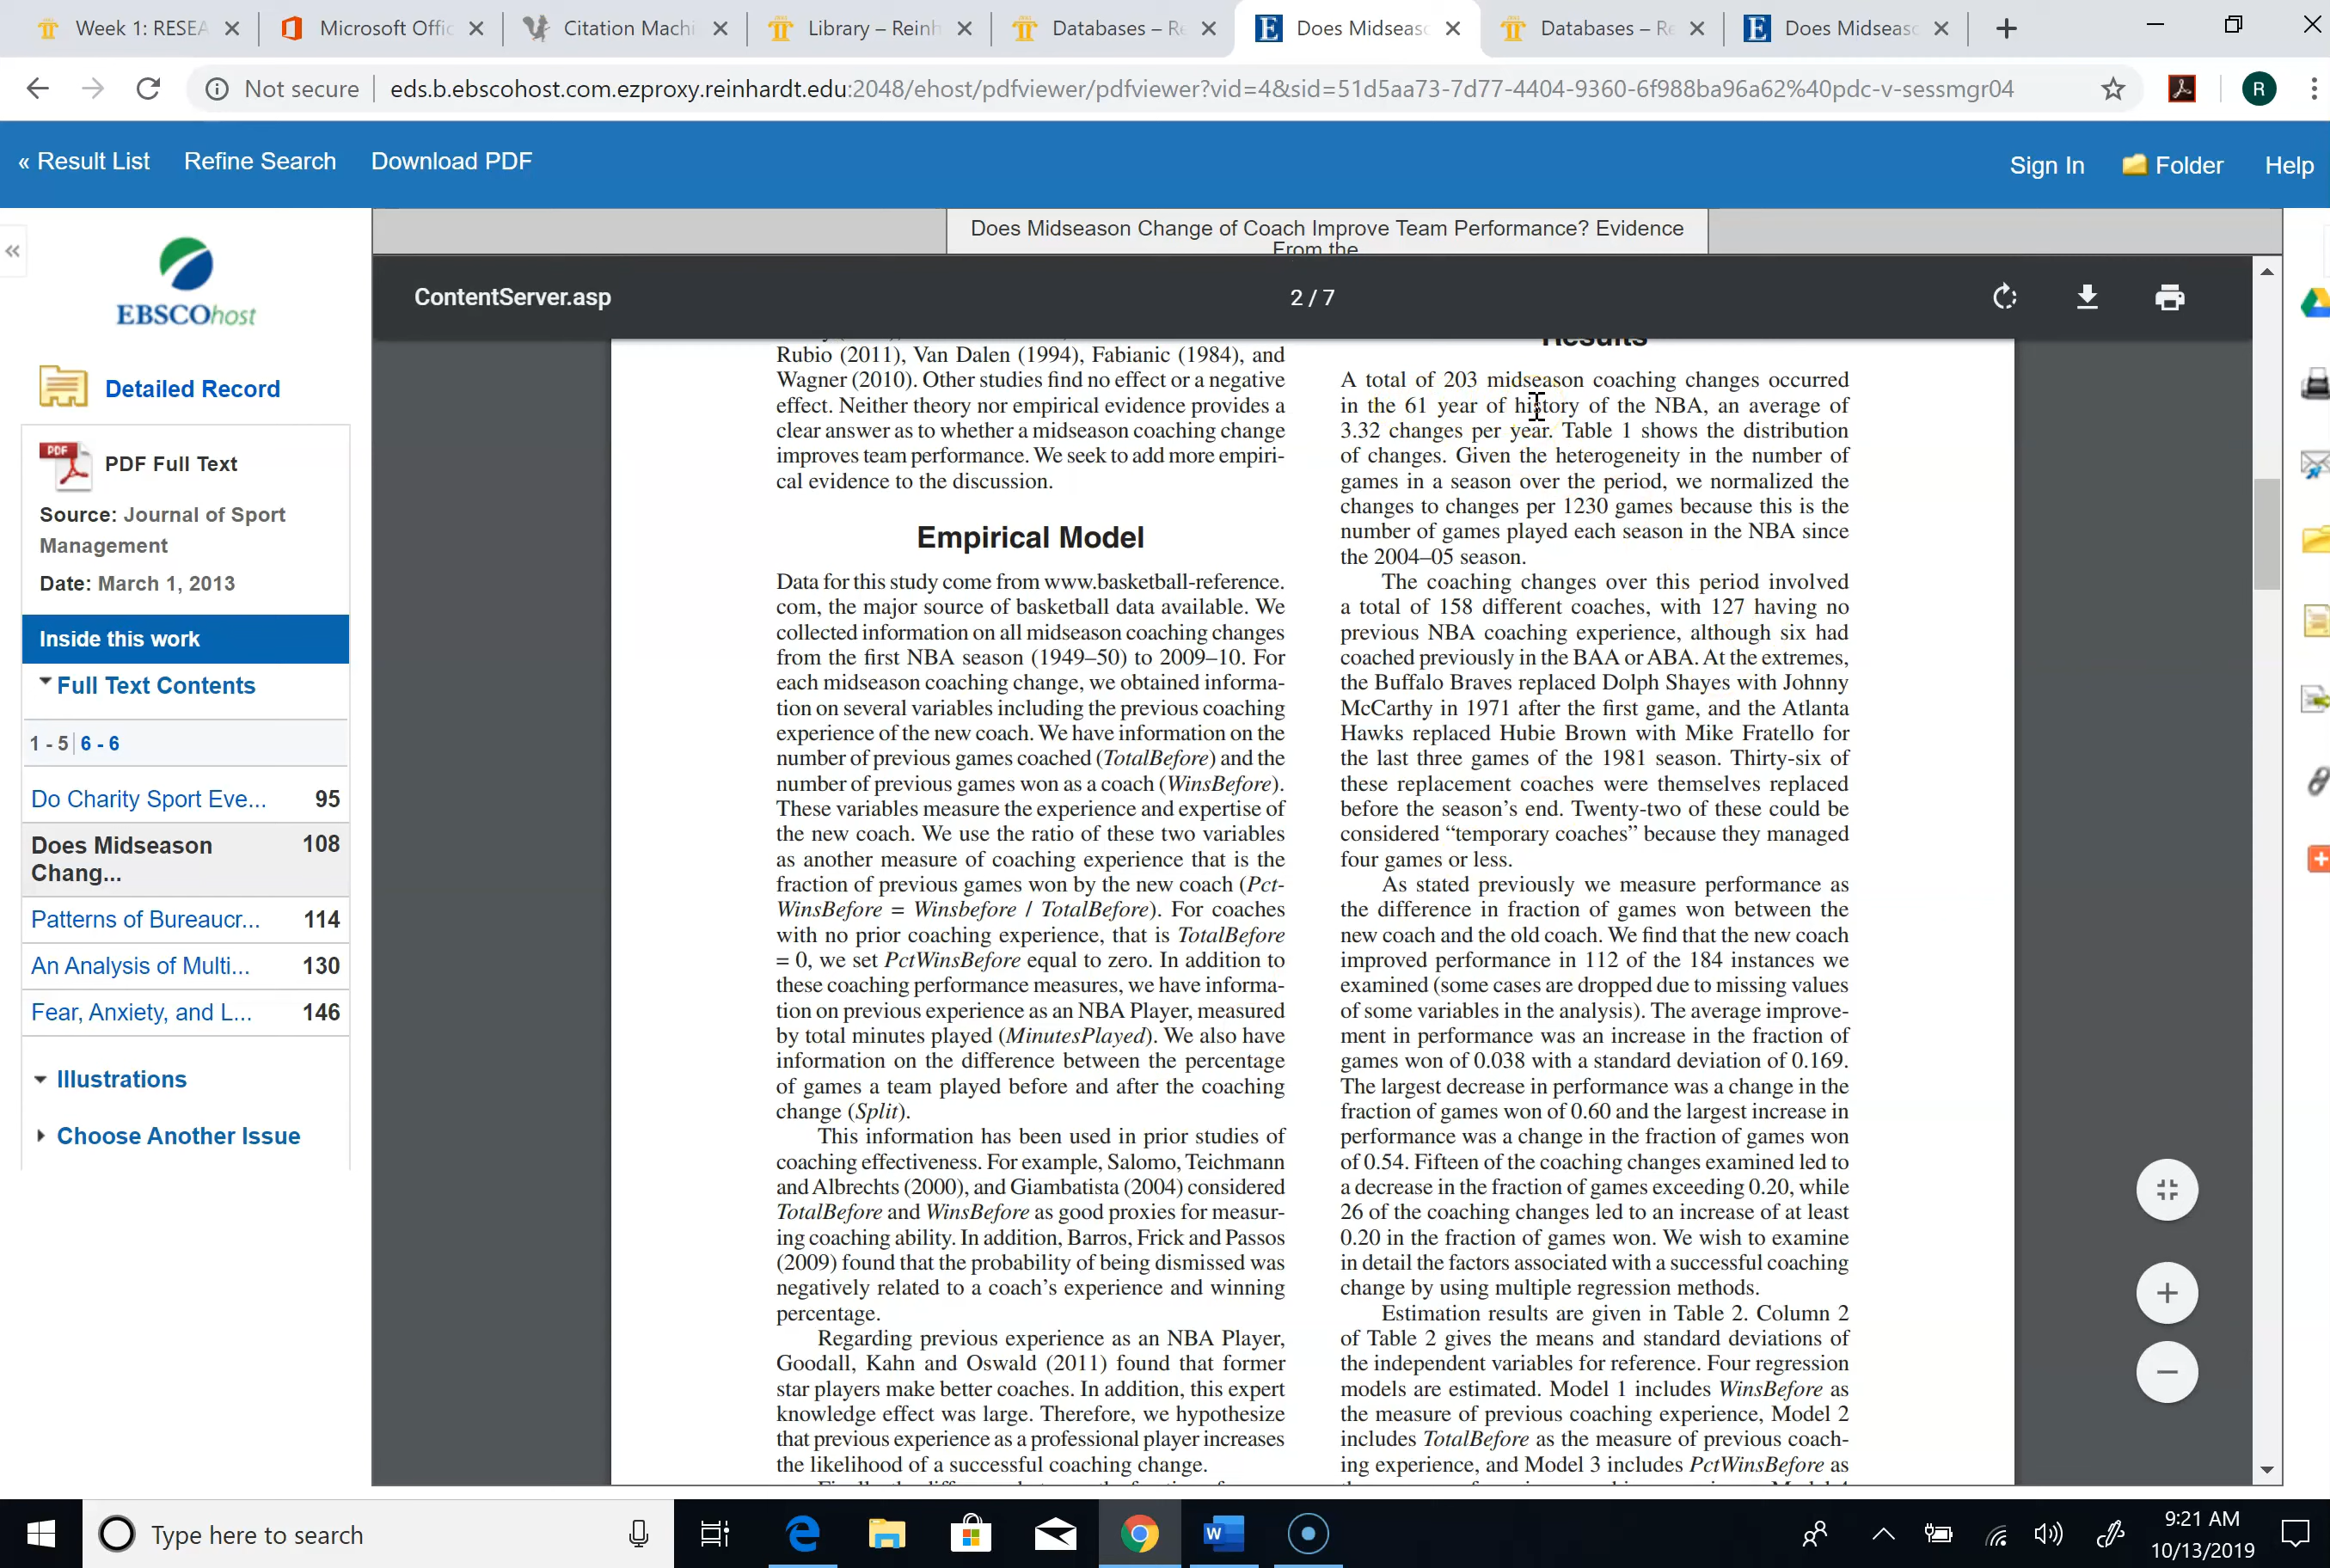 Week 1: RESEA
Microsoft Offic
Citation Machi
Library – Reinh
Databases – Re
Does Midseaso
Databases – Re
Does Midseaso
Not secure
eds.b.ebscohost.com.ezproxy.reinhardt.edu:2048/ehost/pdfviewer/pdfviewer?vid=4&sid=51d5aa73-7d77-4404-9360-6f988ba96a62%40pdc-v-sessmgr04
R
« Result List
Refine Search
Download PDF
Sign In
Folder
Help
EBSCOhost
Detailed Record
PDF
PDF Full Text
Source: Journal of Sport
Management
Date: March 1, 2013
Inside this work
Full Text Contents
1 - 5
6 - 6
Do Charity Sport Eve... 95
Does Midseason 108
Chang...
Patterns of Bureaucr... 114
An Analysis of Multi... 130
Fear, Anxiety, and L... 146
Illustrations
Choose Another Issue
Does Midseason Change of Coach Improve Team Performance? Evidence
From the
ContentServer.asp
2 / 7
Rubio (2011), Van Dalen (1994), Fabianic (1984), and
Wagner (2010). Other studies find no effect or a negative
effect. Neither theory nor empirical evidence provides a
clear answer as to whether a midseason coaching change
improves team performance. We seek to add more empiri-
cal evidence to the discussion.
Empirical Model
Data for this study come from www.basketball-reference.
com, the major source of basketball data available. We
collected information on all midseason coaching changes
from the first NBA season (1949–50) to 2009–10. For
each midseason coaching change, we obtained informa-
tion on several variables including the previous coaching
experience of the new coach. We have information on the
number of previous games coached (TotalBefore) and the
number of previous games won as a coach (WinsBefore).
These variables measure the experience and expertise of
the new coach. We use the ratio of these two variables
as another measure of coaching experience that is the
fraction of previous games won by the new coach (Pct-
WinsBefore = Winsbefore / TotalBefore). For coaches
with no prior coaching experience, that is TotalBefore
= 0, we set PctWinsBefore equal to zero. In addition to
these coaching performance measures, we have informa-
tion on previous experience as an NBA Player, measured
by total minutes played (MinutesPlayed). We also have
information on the difference between the percentage
of games a team played before and after the coaching
change (Split).
This information has been used in prior studies of
coaching effectiveness. For example, Salomo, Teichmann
and Albrechts (2000), and Giambatista (2004) considered
TotalBefore and WinsBefore as good proxies for measur-
ing coaching ability. In addition, Barros, Frick and Passos
(2009) found that the probability of being dismissed was
negatively related to a coach's experience and winning
percentage.
Regarding previous experience as an NBA Player,
Goodall, Kahn and Oswald (2011) found that former
star players make better coaches. In addition, this expert
knowledge effect was large. Therefore, we hypothesize
that previous experience as a professional player increases
the likelihood of a successful coaching change.
Results
A total of 203 midseason coaching changes occurred
in the 61 year of history of the NBA, an average of
3.32 changes per year. Table 1 shows the distribution
of changes. Given the heterogeneity in the number of
games in a season over the period, we normalized the
changes to changes per 1230 games because this is the
number of games played each season in the NBA since
the 2004–05 season.
The coaching changes over this period involved
a total of 158 different coaches, with 127 having no
previous NBA coaching experience, although six had
coached previously in the BAA or ABA. At the extremes,
the Buffalo Braves replaced Dolph Shayes with Johnny
McCarthy in 1971 after the first game, and the Atlanta
Hawks replaced Hubie Brown with Mike Fratello for
the last three games of the 1981 season. Thirty-six of
these replacement coaches were themselves replaced
before the season's end. Twenty-two of these could be
considered “temporary coaches” because they managed
four games or less.
As stated previously we measure performance as
the difference in fraction of games won between the
new coach and the old coach. We find that the new coach
improved performance in 112 of the 184 instances we
examined (some cases are dropped due to missing values
of some variables in the analysis). The average improve-
ment in performance was an increase in the fraction of
games won of 0.038 with a standard deviation of 0.169.
The largest decrease in performance was a change in the
fraction of games won of 0.60 and the largest increase in
performance was a change in the fraction of games won
of 0.54. Fifteen of the coaching changes examined led to
a decrease in the fraction of games exceeding 0.20, while
26 of the coaching changes led to an increase of at least
0.20 in the fraction of games won. We wish to examine
in detail the factors associated with a successful coaching
change by using multiple regression methods.
Estimation results are given in Table 2. Column 2
of Table 2 gives the means and standard deviations of
the independent variables for reference. Four regression
models are estimated. Model 1 includes WinsBefore as
the measure of previous coaching experience, Model 2
includes TotalBefore as the measure of previous coach-
ing experience, and Model 3 includes PctWinsBefore as
Type here to search
W
9:21 AM
10/13/2019